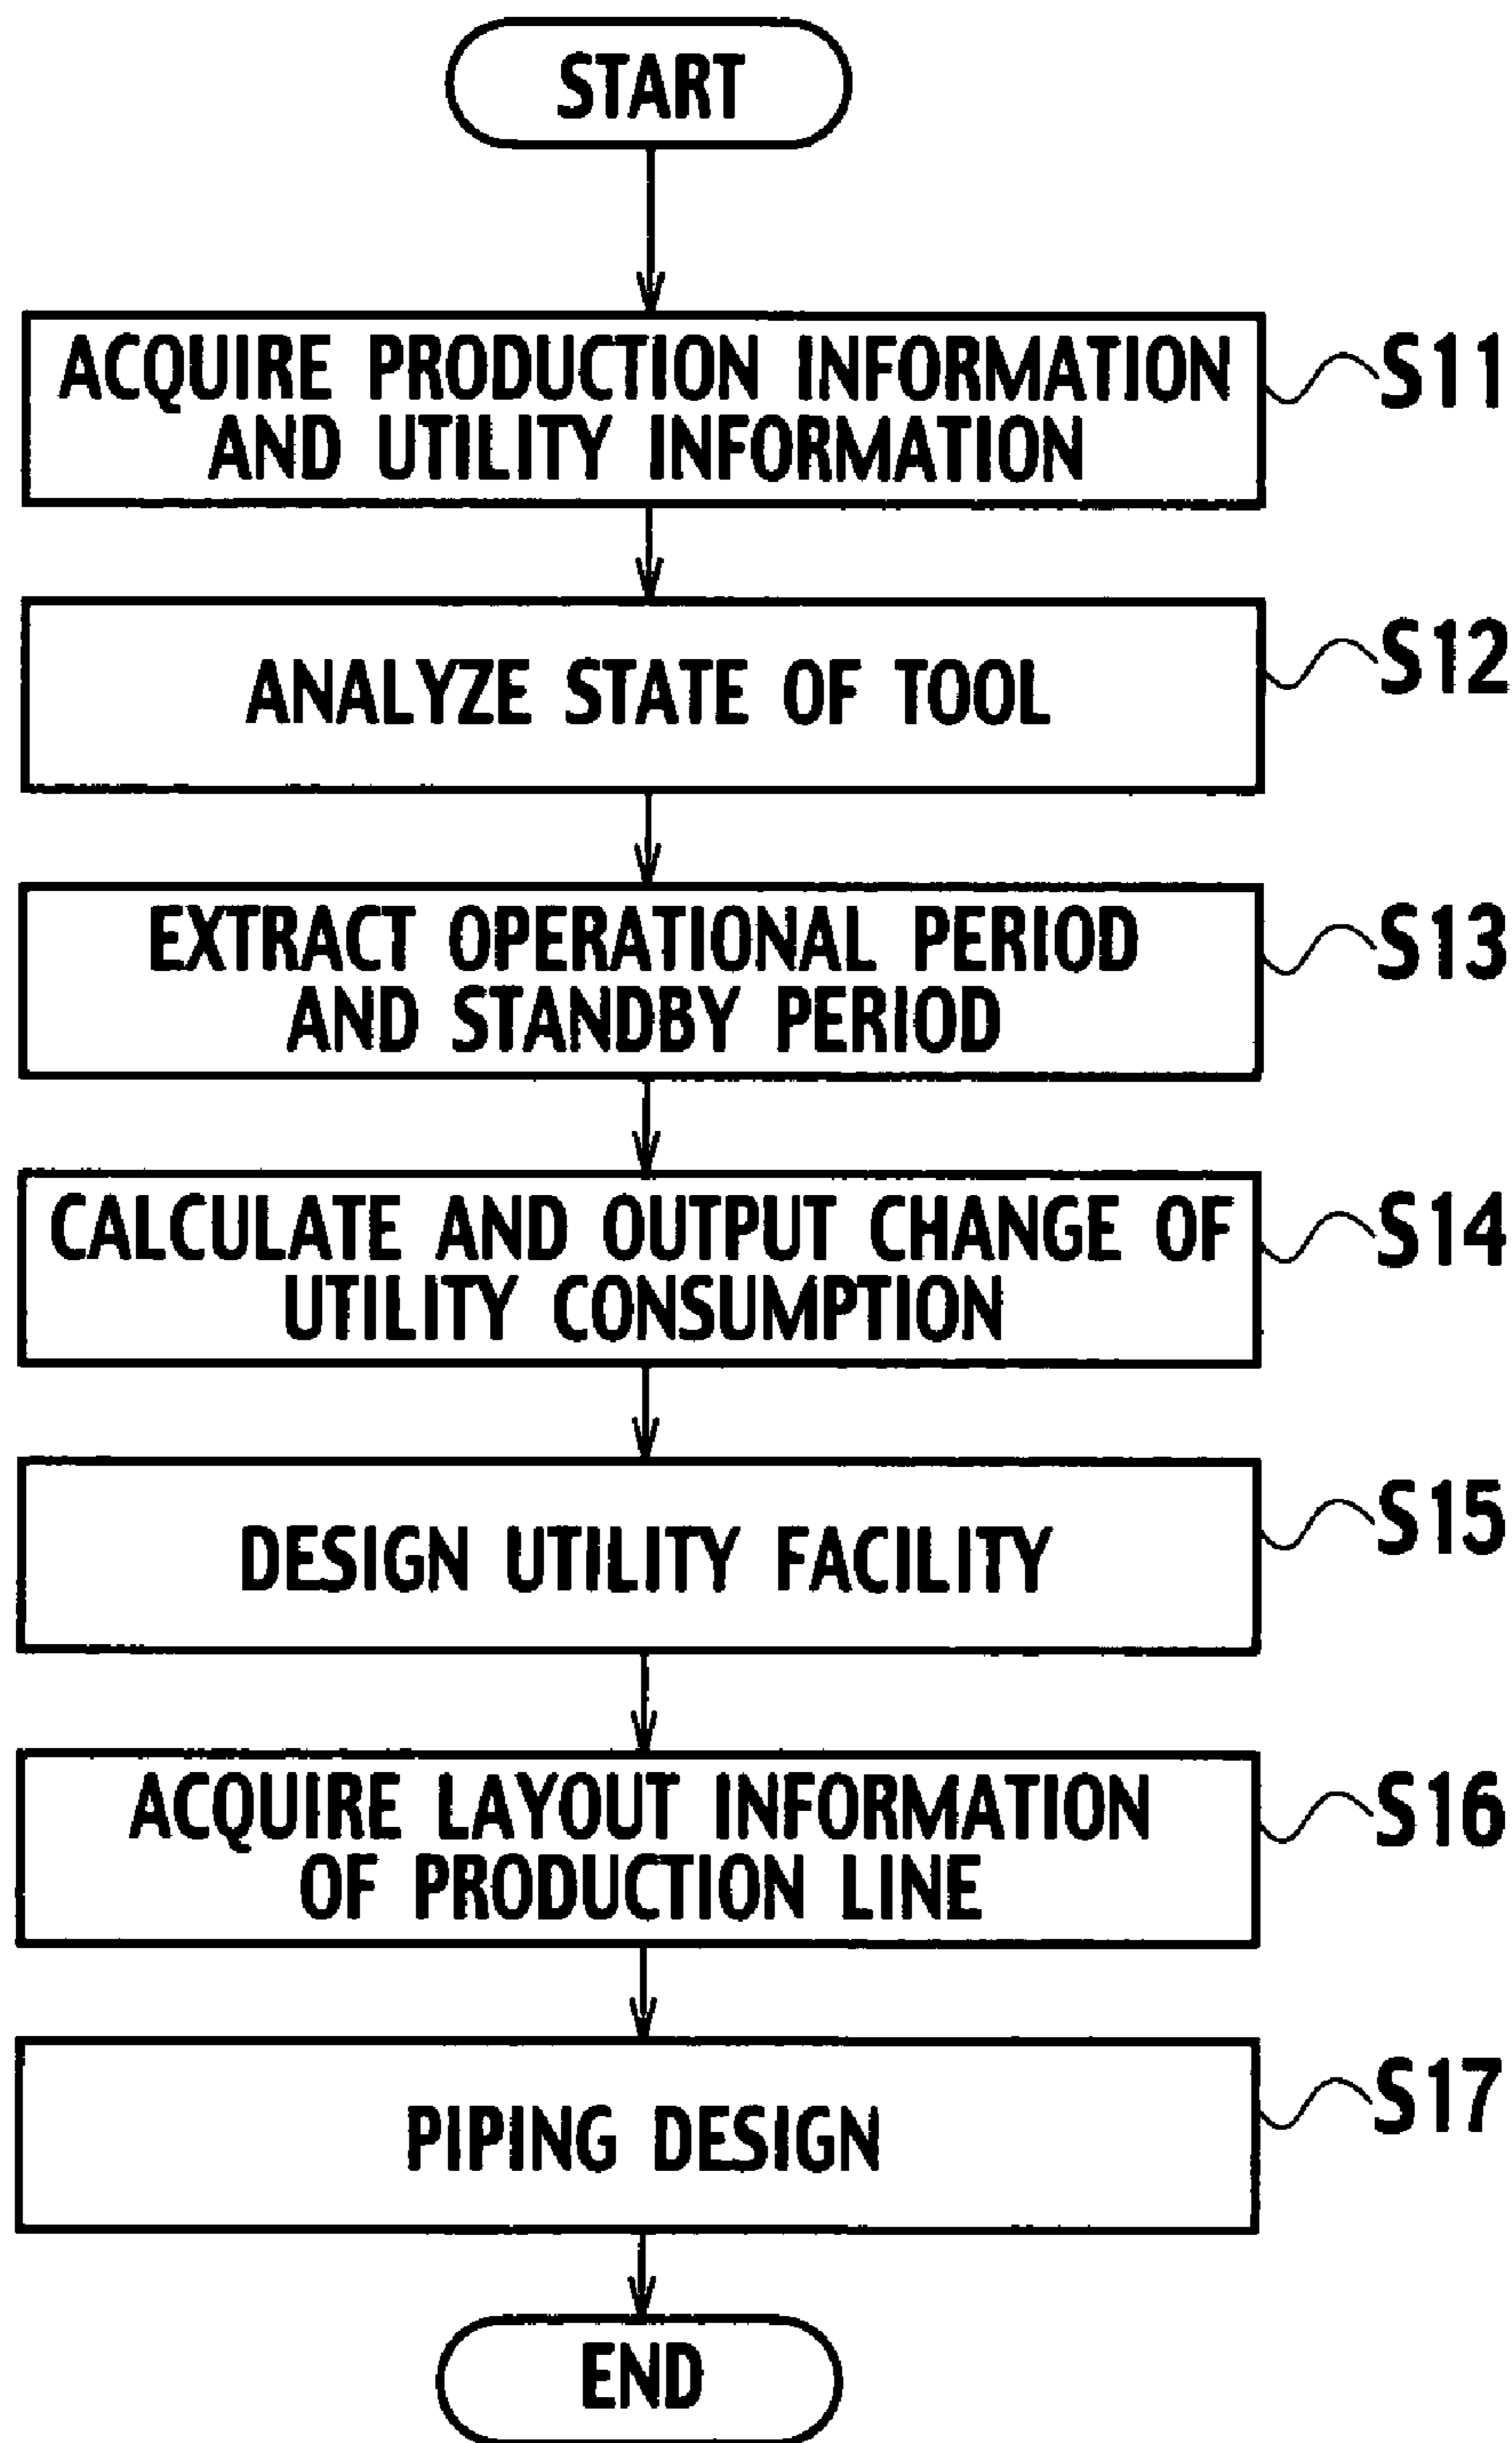 START
ACQUIRE PRODUCTION INFORMATION
AND UTILITY INFORMATION
S11
ANALYZE STATE OF TOOL
S12
EXTRACT OPERATIONAL PERIOD
AND STANDBY PERIOD
S13
CALCULATE AND OUTPUT CHANGE OF
UTILITY CONSUMPTION
S14
DESIGN UTILITY FACILITY
S15
ACQUIRE LAYOUT INFORMATION
OF PRODUCTION LINE
S16
PIPING DESIGN
S17
END